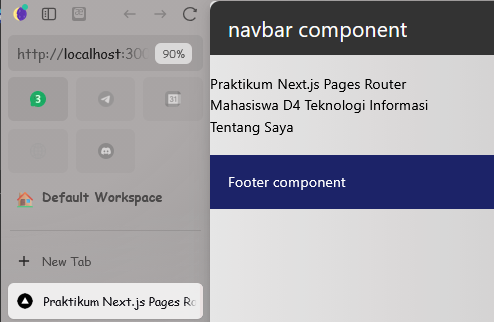 navbar component
http://localhost:300
90%
Praktikum Next.js Pages Router
Mahasiswa D4 Teknologi Informasi
Tentang Saya
3
31
Footer component
Default Workspace
New Tab
Praktikum Next.js Pages Ro